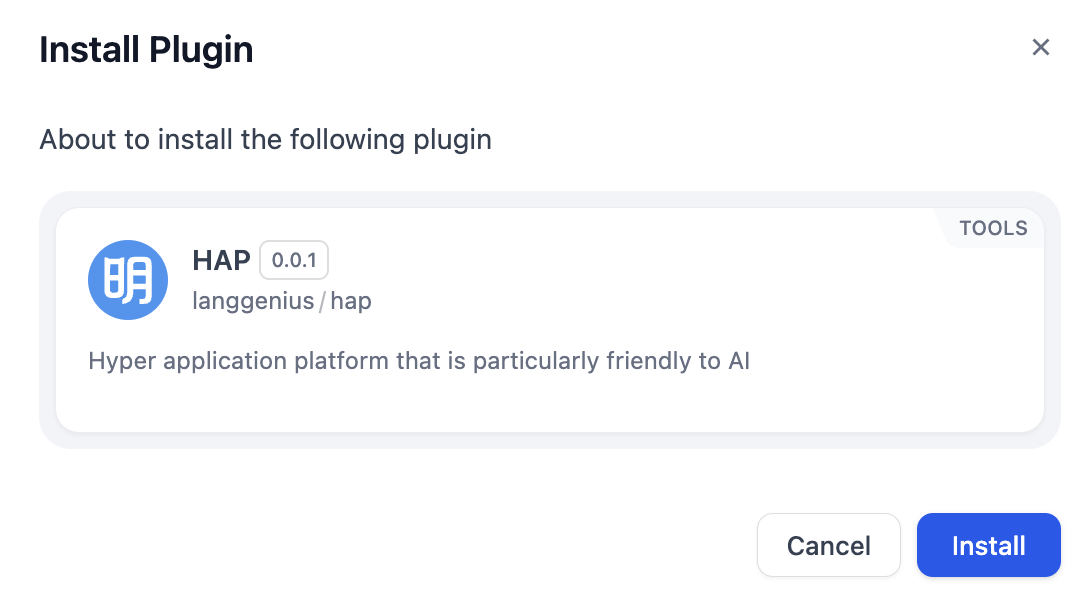 Install Plugin
About to install the following plugin
TOOLS
明
HAP 0.0.1
langgenius / hap
Hyper application platform that is particularly friendly to AI
Cancel Install